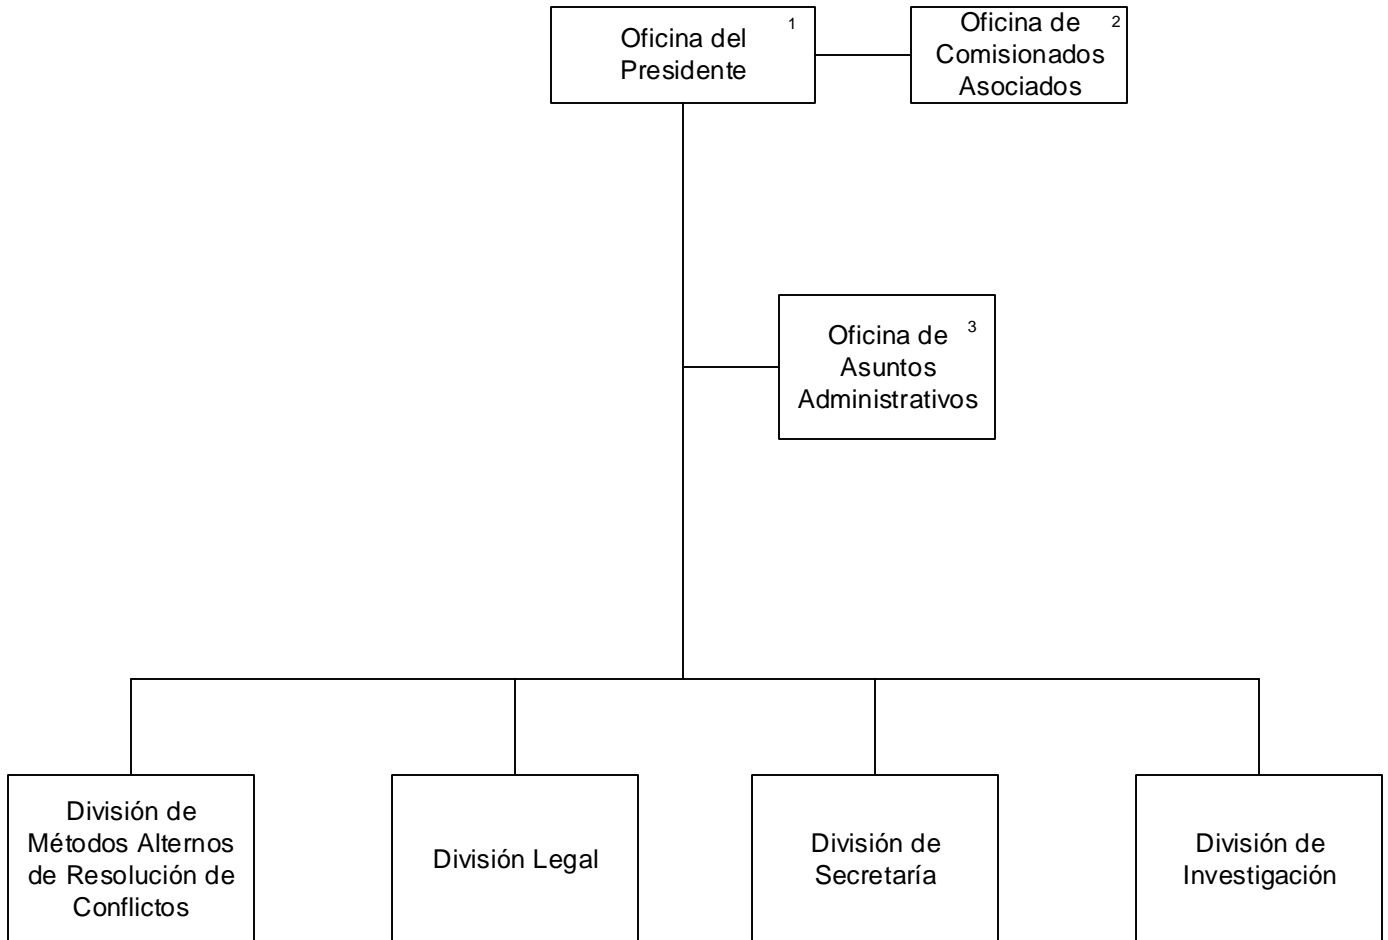 Oficina del 1
Presidente
Oficina de 2
Comisionados
Asociados
Oficina de 3
Asuntos
Administrativos
División de
Métodos Alternos
de Resolución de
Conflictos
División Legal
División de
Secretaría
División de
Investigación